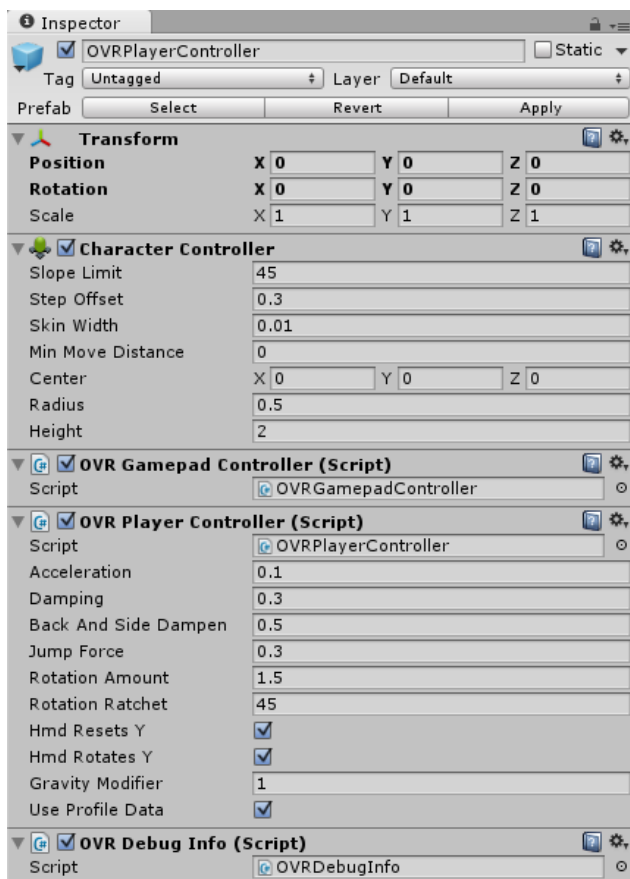 Inspector
OVRPlayerController Static
Tag Untagged Layer Default
Prefab Select Revert Apply
Transform
Position X 0 Y 0 Z 0
Rotation X 0 Y 0 Z 0
Scale X 1 Y 1 Z 1
Character Controller
Slope Limit 45
Step Offset 0.3
Skin Width 0.01
Min Move Distance 0
Center X 0 Y 0 Z 0
Radius 0.5
Height 2
OVR Gamepad Controller (Script)
Script OVRGamepadController
OVR Player Controller (Script)
Script OVRPlayerController
Acceleration 0.1
Damping 0.3
Back And Side Dampen 0.5
Jump Force 0.3
Rotation Amount 1.5
Rotation Ratchet 45
Hmd Resets Y
Hmd Rotates Y
Gravity Modifier 1
Use Profile Data
OVR Debug Info (Script)
Script OVRDebugInfo